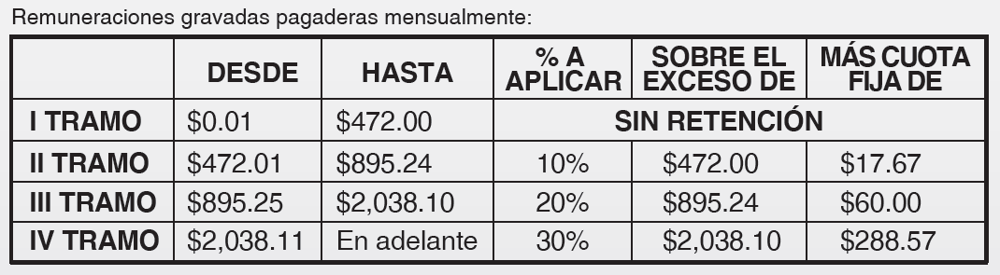 Remuneraciones gravadas pagaderas mensualmente:
DESDE HASTA % A APLICAR SOBRE EL EXCESO DE MÁS CUOTA FIJA DE
I TRAMO $0.01 $472.00 SIN RETENCIÓN
II TRAMO $472.01 $895.24 10% $472.00 $17.67
III TRAMO $895.25 $2,038.10 20% $895.24 $60.00
IV TRAMO $2,038.11 En adelante 30% $2,038.10 $288.57